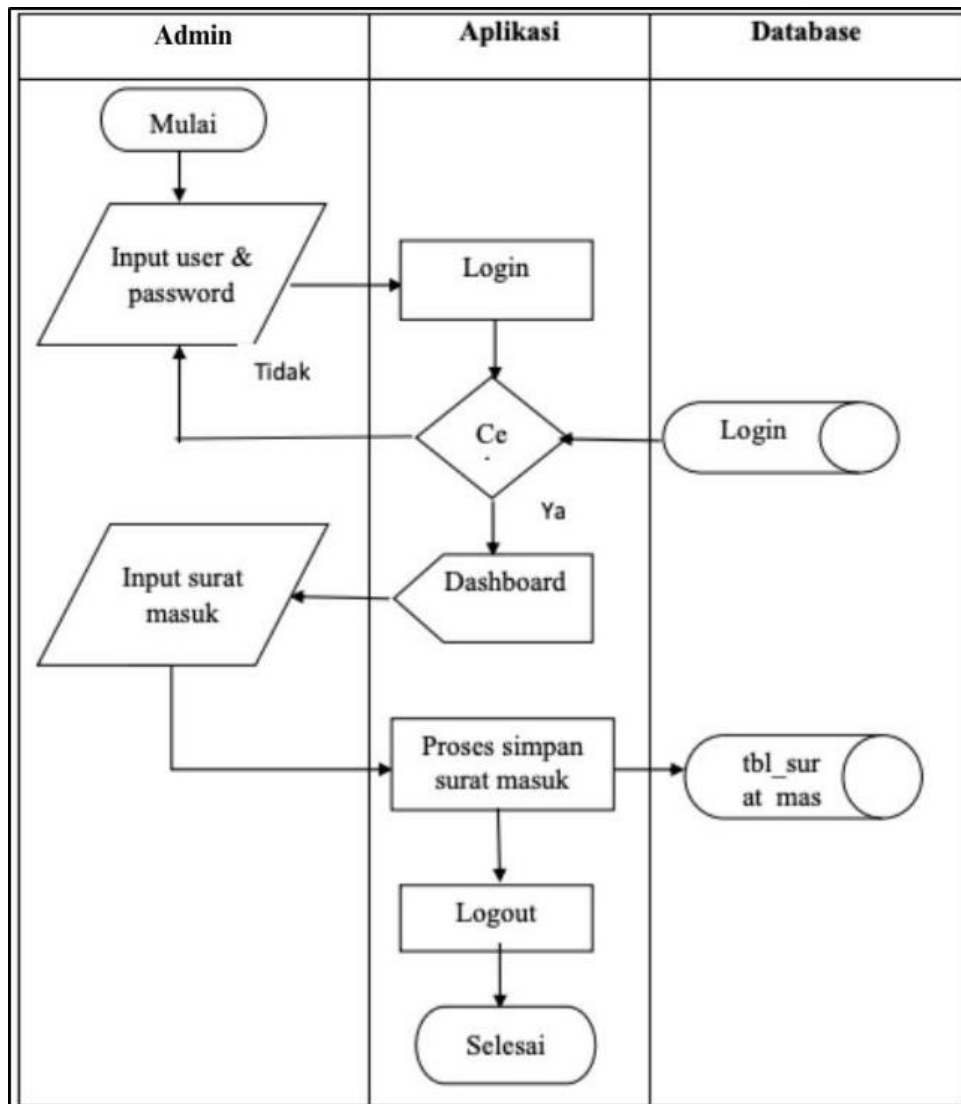 Admin
Aplikasi
Database
Mulai
Input user &
password
Login
Tidak
Ce
Login
Ya
Input surat
masuk
Dashboard
Proses simpan
surat masuk
tbl_sur
at mas
Logout
Selesai